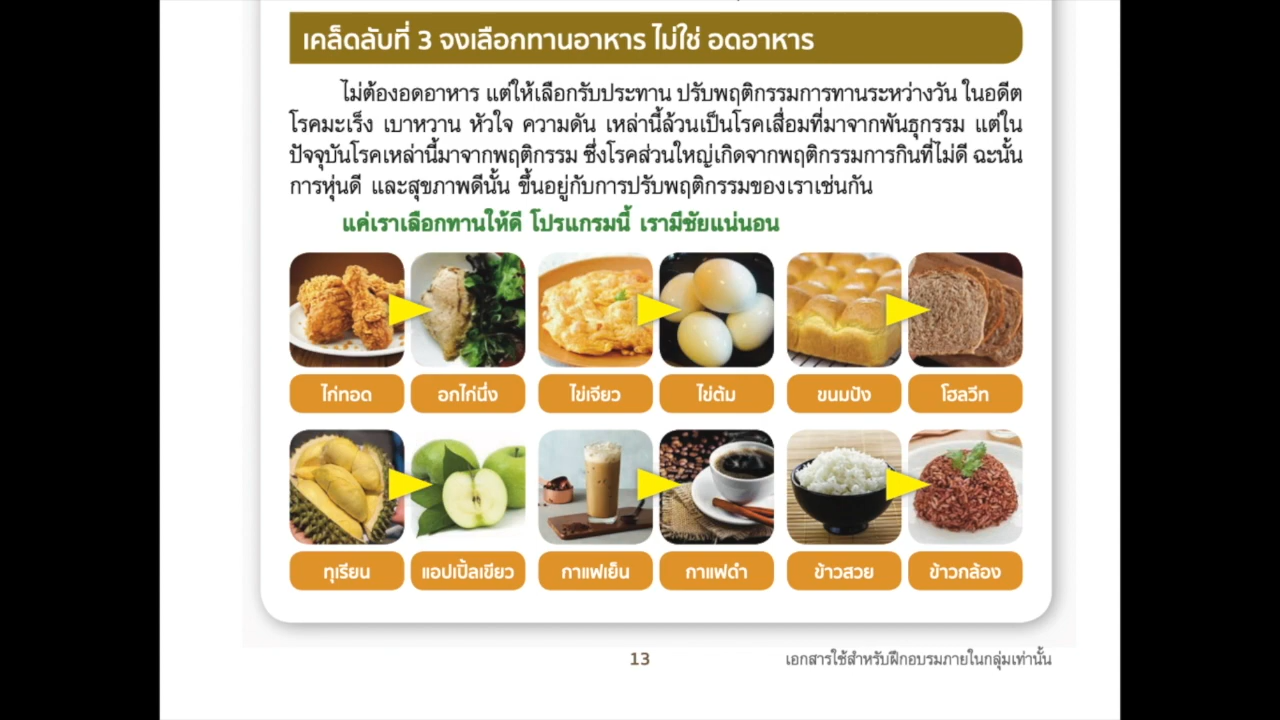 เคล็ดลับที่ 3 จงเลือกทานอาหาร ไม่ใช่ อดอาหาร
ไม่ต้องอดอาหาร แต่ให้เลือกรับประทาน ปรับพฤติกรรมการทานระหว่างวัน ในอดีต
โรคมะเร็ง เบาหวาน หัวใจ ความดัน เหล่านี้ล้วนเป็นโรคเสื่อมที่มาจากพันธุกรรม แต่ใน
ปัจจุบันโรคเหล่านี้มาจากพฤติกรรม ซึ่งโรคส่วนใหญ่เกิดจากพฤติกรรมการกินที่ไม่ดี ฉะนั้น
การหุ่นดี และสุขภาพดีนั้น ขึ้นอยู่กับการปรับพฤติกรรมของเราเช่นกัน
แค่เราเลือกทานให้ดี โปรแกรมนี้ เรามีชัยแน่นอน
ไก่ทอด อกไก่นึ่ง ไข่เจียว ไข่ต้ม ขนมปัง โฮลวีท
ทุเรียน แอปเปิ้ลเขียว กาแฟเย็น กาแฟดำ ข้าวสวย ข้าวกล้อง
13 เอกสารใช้สำหรับฝึกอบรมภายในกลุ่มเท่านั้น